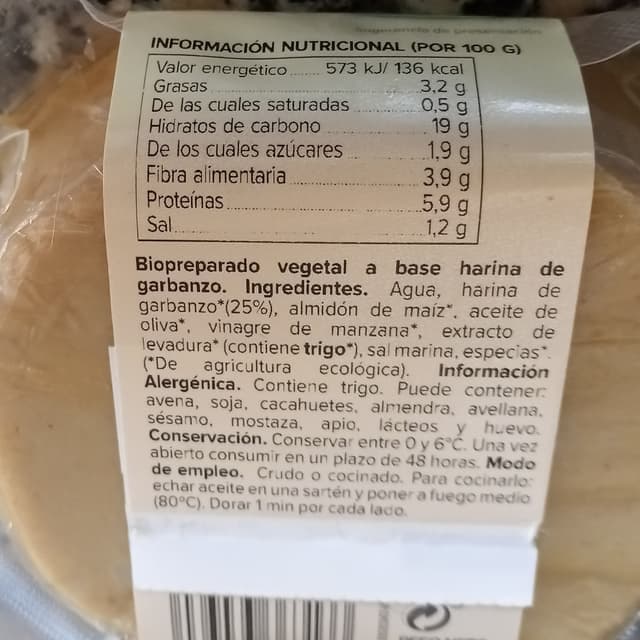 Sugerencia de presentación
INFORMACIÓN NUTRICIONAL (POR 100 G)
Valor energético ....... 573 kJ/ 136 kcal
Grasas ....... 3,2 g
De las cuales saturadas ....... 0,5 g
Hidratos de carbono ....... 19 g
De los cuales azúcares ....... 1,9 g
Fibra alimentaria ....... 3,9 g
Proteínas ....... 5,9 g
Sal ....... 1,2 g
Biopreparado vegetal a base harina de
garbanzo. Ingredientes. Agua, harina de
garbanzo*(25%), almidón de maíz*, aceite de
oliva*, vinagre de manzana*, extracto de
levadura* (contiene trigo*), sal marina, especias*.
(*De agricultura ecológica). Información
Alergénica. Contiene trigo. Puede contener:
avena, soja, cacahuetes, almendra, avellana,
sésamo, mostaza, apio, lácteos y huevo.
Conservación. Conservar entre 0 y 6°C. Una vez
abierto consumir en un plazo de 48 horas. Modo
de empleo. Crudo o cocinado. Para cocinarlo:
echar aceite en una sartén y poner a fuego medio
(80°C). Dorar 1 min por cada lado.